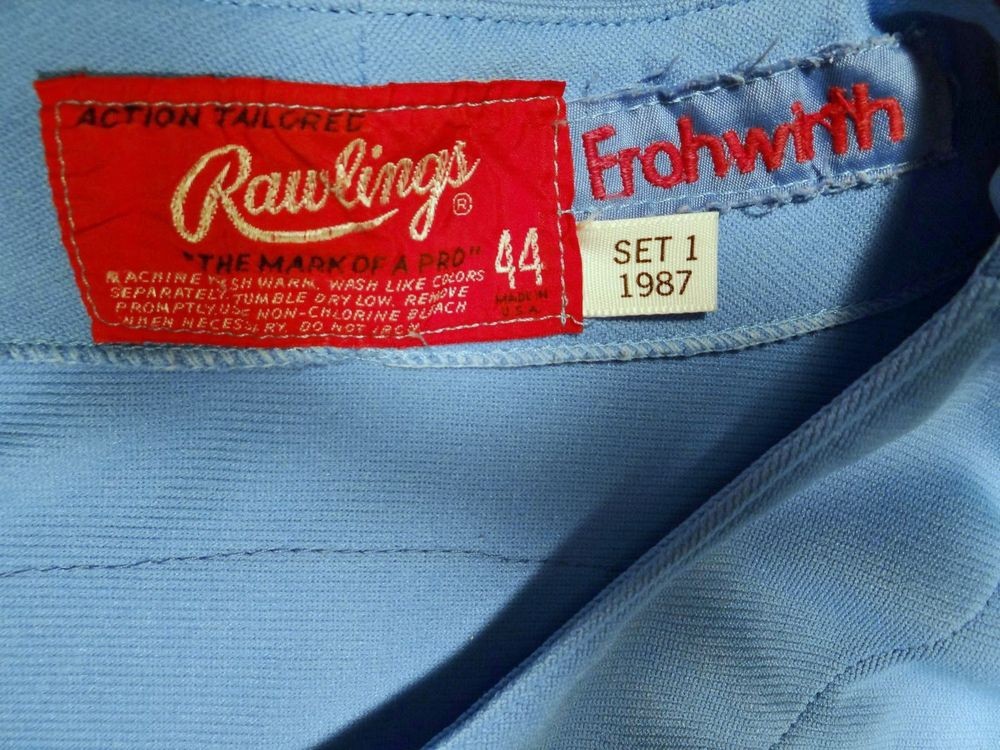 ACTION TAILORED
Rawlings®
"THE MARK OF A PRO"
44
MACHINE WASH WARM. WASH LIKE COLORS
SEPARATELY. TUMBLE DRY LOW. REMOVE
PROMPTLY. USE NON-CHLORINE BLEACH
WHEN NECESSARY. DO NOT IRON.
MADE IN
U.S.A.
Frohwirth
SET 1
1987